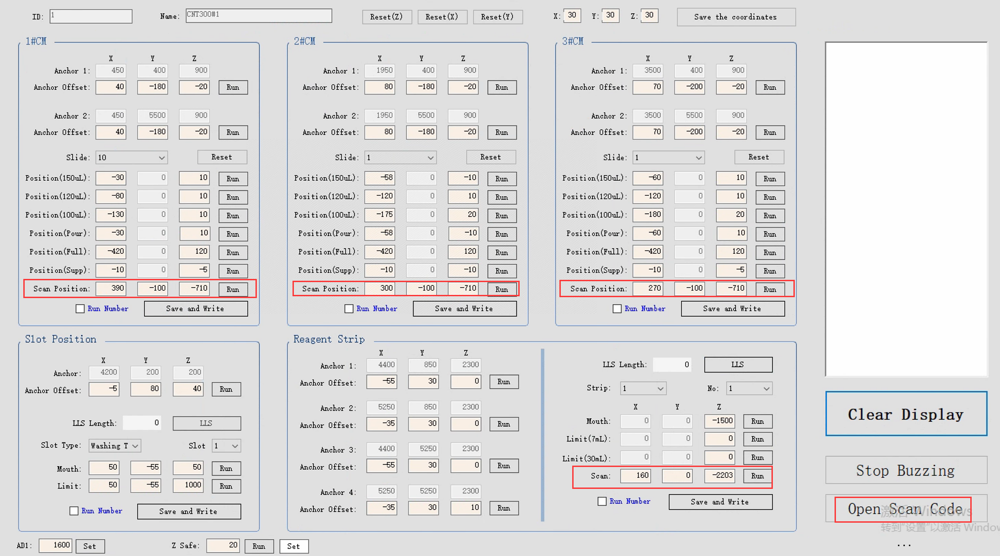 ID: 1 Name: CNT300#1 Reset(Z) Reset(X) Reset(Y) X: 30 Y: 30 Z: 30 Save the coordinates
1#CM
X Y Z
Anchor 1: 450 400 900
Anchor Offset: 40 -180 -20 Run
Anchor 2: 450 5500 900
Anchor Offset: 40 -180 -20 Run
Slide: 10 Reset
Position(150uL): -30 0 10 Run
Position(120uL): -80 0 10 Run
Position(100uL): -130 0 10 Run
Position(Pour): -30 0 10 Run
Position(Full): -420 0 120 Run
Position(Supp): -10 0 -5 Run
Scan Position: 390 -100 -710 Run
Run Number Save and Write
2#CM
X Y Z
Anchor 1: 1950 400 900
Anchor Offset: 80 -180 -20 Run
Anchor 2: 1950 5500 900
Anchor Offset: 80 -180 -20 Run
Slide: 1 Reset
Position(150uL): -58 0 -10 Run
Position(120uL): -120 0 10 Run
Position(100uL): -175 0 20 Run
Position(Pour): -58 0 -10 Run
Position(Full): -420 0 120 Run
Position(Supp): -10 0 -10 Run
Scan Position: 300 -100 -710 Run
Run Number Save and Write
3#CM
X Y Z
Anchor 1: 3500 400 900
Anchor Offset: 70 -200 -20 Run
Anchor 2: 3500 5500 900
Anchor Offset: 70 -200 -20 Run
Slide: 1 Reset
Position(150uL): -60 0 10 Run
Position(120uL): -120 0 10 Run
Position(100uL): -180 0 20 Run
Position(Pour): -60 0 10 Run
Position(Full): -420 0 120 Run
Position(Supp): -10 0 -5 Run
Scan Position: 270 -100 -710 Run
Run Number Save and Write
Slot Position
X Y Z
Anchor: 4200 200 200
Anchor Offset: -5 80 40 Run
LLS Length: 0 LLS
Slot Type: Washing T Slot 1
Mouth: 50 -55 50 Run
Limit: 50 -55 1000 Run
Run Number Save and Write
Reagent Strip
X Y Z
Anchor 1: 4400 850 2300
Anchor Offset: -55 30 0 Run
Anchor 2: 5250 850 2300
Anchor Offset: -35 30 0 Run
Anchor 3: 4400 5250 2300
Anchor Offset: -55 30 0 Run
Anchor 4: 5250 5250 2300
Anchor Offset: -35 30 10 Run
LLS Length: 0 LLS
Strip: 1 No: 1
X Y Z
Mouth: 0 0 -1500 Run
Limit(7mL): 0 0 0 Run
Limit(30mL): 0 0 0 Run
Scan: 160 0 -2203 Run
Run Number Save and Write
Clear Display
Stop Buzzing
Open Scan Code
激活 Windows
转到"设置"以激活 Window
...
AD1: 1600 Set Z Safe: 20 Run Set